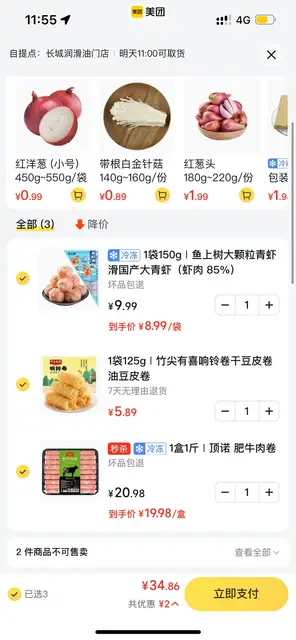 11:55
美团 美团
4G
自提点：长城润滑油门店 | 明天11:00可取货
红洋葱 (小号)
450g~550g/袋
¥0.99
带根白金针菇
140g~160g/份
¥0.89
红葱头
180g~220g/份
¥1.99
冷
包装
¥1.9
全部 (3)
降价
冷冻 1袋150g | 鱼上树大颗粒青虾
滑国产大青虾（虾肉 85%）
坏品包退
¥9.99
1
到手价 ¥8.99/袋
响铃卷
1袋125g | 竹尖有喜响铃卷干豆皮卷
油豆皮卷
7天无理由退货
¥5.89
1
秒杀 冷冻 1盒1斤 | 顶诺 肥牛肉卷
坏品包退
¥20.98
1
到手价 ¥19.98/盒
2 件商品不可售卖
查看全部
已选3
¥34.86
共优惠 ¥2
立即支付